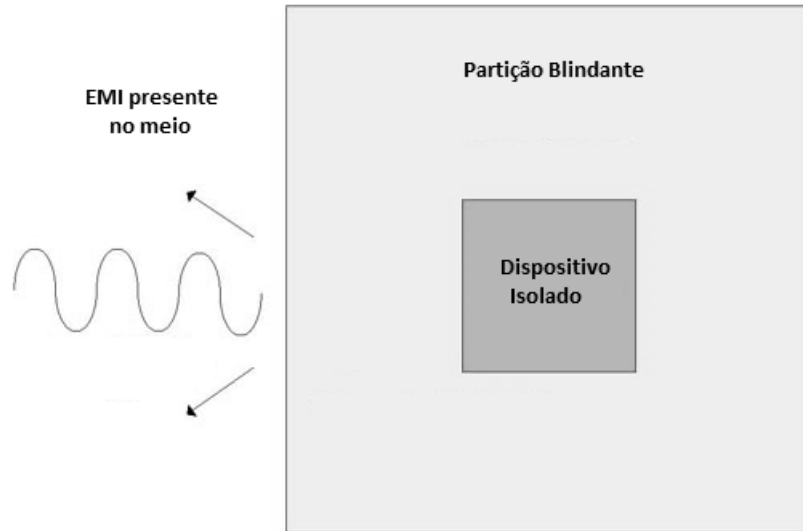 EMI presente
no meio
Partição Blindante
Dispositivo
Isolado